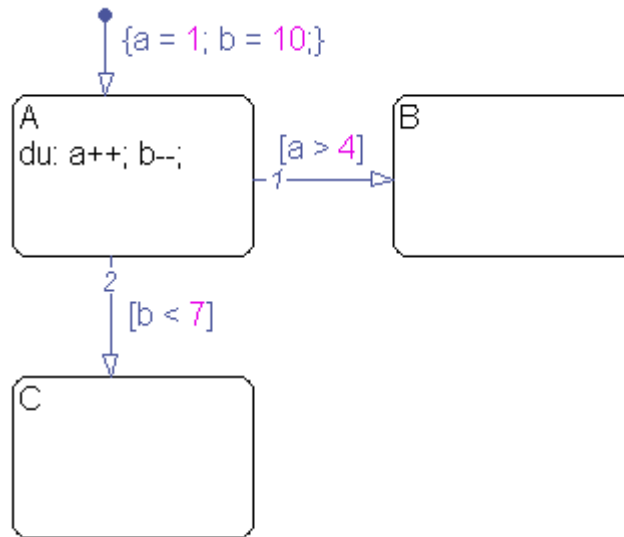 {a = 1; b = 10;}
A
du: a++; b--;
[a > 4]
1
B
2
[b < 7]
C